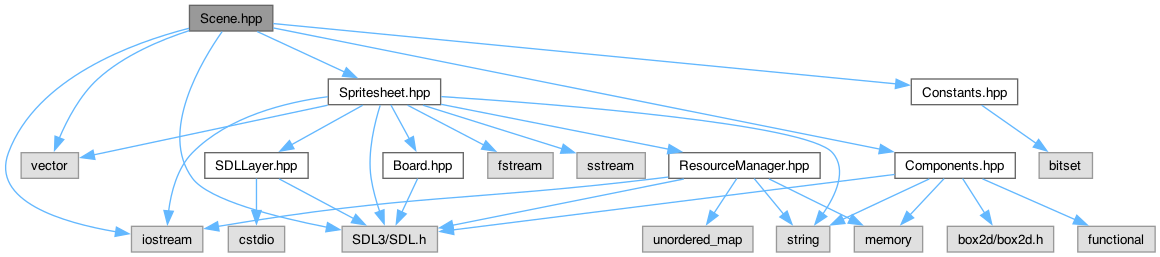 Scene.hpp
Spritesheet.hpp
Constants.hpp
vector
SDLLayer.hpp
Board.hpp
fstream
sstream
ResourceManager.hpp
Components.hpp
bitset
iostream
cstdio
SDL3/SDL.h
unordered_map
string
memory
box2d/box2d.h
functional